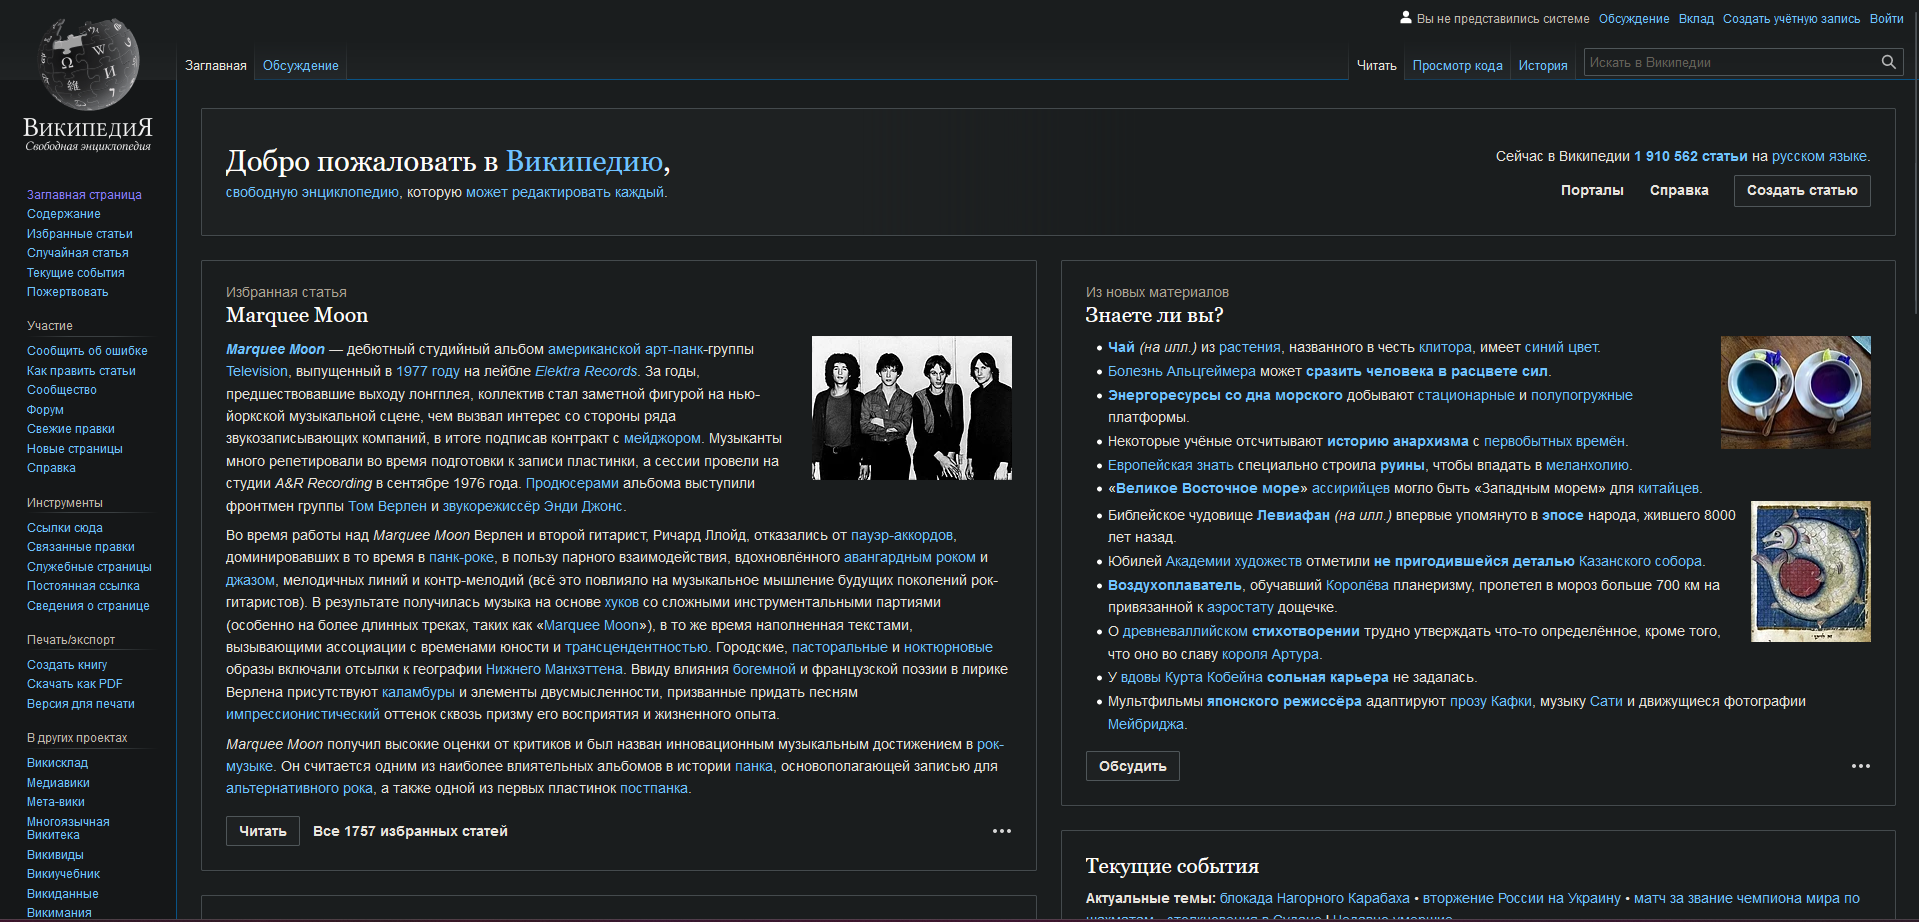 Вы не представились системе Обсуждение Вклад Создать учётную запись Войти
Заглавная Обсуждение
Читать Просмотр кода История Искать в Википедии
ВикипедиЯ
Свободная энциклопедия
Заглавная страница
Содержание
Избранные статьи
Случайная статья
Текущие события
Пожертвовать
Участие
Сообщить об ошибке
Как править статьи
Сообщество
Форум
Свежие правки
Новые страницы
Справка
Инструменты
Ссылки сюда
Связанные правки
Служебные страницы
Постоянная ссылка
Сведения о странице
Печать/экспорт
Создать книгу
Скачать как PDF
Версия для печати
В других проектах
Викисклад
Медиавики
Мета-вики
Многоязычная
Викитека
Викивиды
Викиучебник
Викиданные
Викимания
Добро пожаловать в Википедию,
свободную энциклопедию, которую может редактировать каждый.
Сейчас в Википедии 1 910 562 статьи на русском языке.
Порталы Справка Создать статью
Избранная статья
Marquee Moon
Marquee Moon — дебютный студийный альбом американской арт-панк-группы
Television, выпущенный в 1977 году на лейбле Elektra Records. За годы,
предшествовавшие выходу лонгплея, коллектив стал заметной фигурой на нью-
йоркской музыкальной сцене, чем вызвал интерес со стороны ряда
звукозаписывающих компаний, в итоге подписав контракт с мейджором. Музыканты
много репетировали во время подготовки к записи пластинки, а сессии провели на
студии A&R Recording в сентябре 1976 года. Продюсерами альбома выступили
фронтмен группы Том Верлен и звукорежиссёр Энди Джонс.
Во время работы над Marquee Moon Верлен и второй гитарист, Ричард Ллойд, отказались от пауэр-аккордов,
доминировавших в то время в панк-роке, в пользу парного взаимодействия, вдохновлённого авангардным роком и
джазом, мелодичных линий и контр-мелодий (всё это повлияло на музыкальное мышление будущих поколений рок-
гитаристов). В результате получилась музыка на основе хуков со сложными инструментальными партиями
(особенно на более длинных треках, таких как «Marquee Moon»), в то же время наполненная текстами,
вызывающими ассоциации с временами юности и трансцендентностью. Городские, пасторальные и ноктюрновые
образы включали отсылки к географии Нижнего Манхэттена. Ввиду влияния богемной и французской поэзии в лирике
Верлена присутствуют каламбуры и элементы двусмысленности, призванные придать песням
импрессионистический оттенок сквозь призму его восприятия и жизненного опыта.
Marquee Moon получил высокие оценки от критиков и был назван инновационным музыкальным достижением в рок-
музыке. Он считается одним из наиболее влиятельных альбомов в истории панка, основополагающей записью для
альтернативного рока, а также одной из первых пластинок постпанка.
Читать Все 1757 избранных статей
Из новых материалов
Знаете ли вы?
• Чай (на илл.) из растения, названного в честь клитора, имеет синий цвет.
• Болезнь Альцгеймера может сразить человека в расцвете сил.
• Энергоресурсы со дна морского добывают стационарные и полупогружные
платформы.
• Некоторые учёные отсчитывают историю анархизма с первобытных времён.
• Европейская знать специально строила руины, чтобы впадать в меланхолию.
• «Великое Восточное море» ассирийцев могло быть «Западным морем» для китайцев.
• Библейское чудовище Левиафан (на илл.) впервые упомянуто в эпосе народа, жившего 8000
лет назад.
• Юбилей Академии художеств отметили не пригодившейся деталью Казанского собора.
• Воздухоплаватель, обучавший Королёва планеризму, пролетел в мороз больше 700 км на
привязанной к аэростату дощечке.
• О древневаллийском стихотворении трудно утверждать что-то определённое, кроме того,
что оно во славу короля Артура.
• У вдовы Курта Кобейна сольная карьера не задалась.
• Мультфильмы японского режиссёра адаптируют прозу Кафки, музыку Сати и движущиеся фотографии
Мейбриджа.
Обсудить
Текущие события
Актуальные темы: блокада Нагорного Карабаха • вторжение России на Украину • матч за звание чемпиона мира по